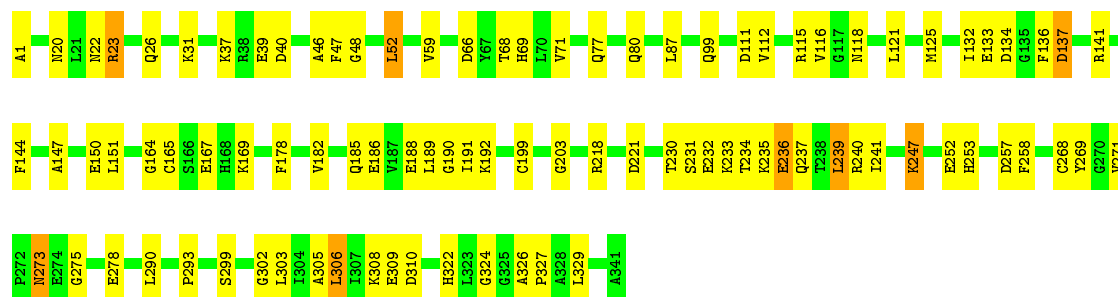 A1 N20 L21 N22 R23 Q26 K31 K37 R38 E39 D40 A46 F47 G48 L52 V59 D66 Y67 T68 H69 L70 V71 Q77 Q80 L87 Q99 D111 V112 R115 V116 G117 N118 L121 M125 I132 E133 D134 G135 F136 D137 R141
F144 A147 E150 L151 G164 C165 S166 E167 H168 K169 F178 V182 Q185 E186 V187 E188 L189 G190 I191 K192 C199 G203 R218 D221 T230 S231 E232 K233 T234 K235 E236 Q237 T238 L239 R240 I241 K247 E252 H253 D257 F258 C268 Y269 G270 V271
P272 N273 E274 G275 E278 L290 P293 S299 G302 L303 I304 A305 L306 I307 K308 E309 D310 H322 L323 G324 G325 A326 P327 A328 L329 A341